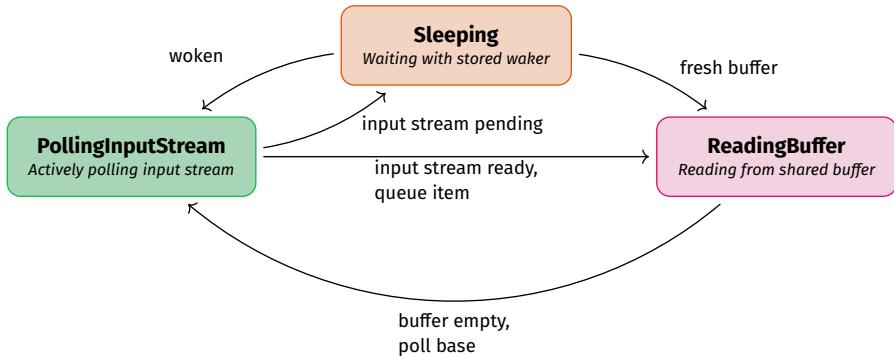 Sleeping
Waiting with stored waker
woken
fresh buffer
input stream pending
PollingInputStream
Actively polling input stream
ReadingBuffer
Reading from shared buffer
input stream ready,
queue item
buffer empty,
poll base